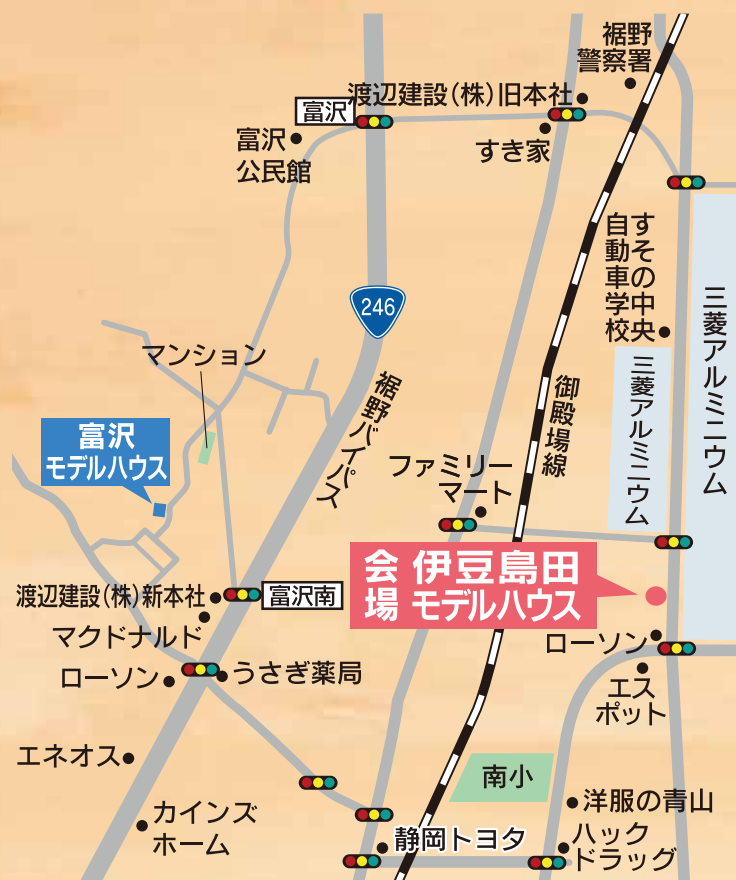 裾野
警察署
渡辺建設(株)旧本社
富沢
富沢
公民館
すき家
すその中央
自動車学校
246
三菱アルミニウム
三菱アルミニウム
マンション
裾野バイパス
御殿場線
富沢
モデルハウス
ファミリー
マート
会場
伊豆島田
モデルハウス
渡辺建設(株)新本社
富沢南
マクドナルド
ローソン
うさぎ薬局
ローソン
エス
ポット
エネオス
南小
カインズ
ホーム
洋服の青山
静岡トヨタ
ハック
ドラッグ